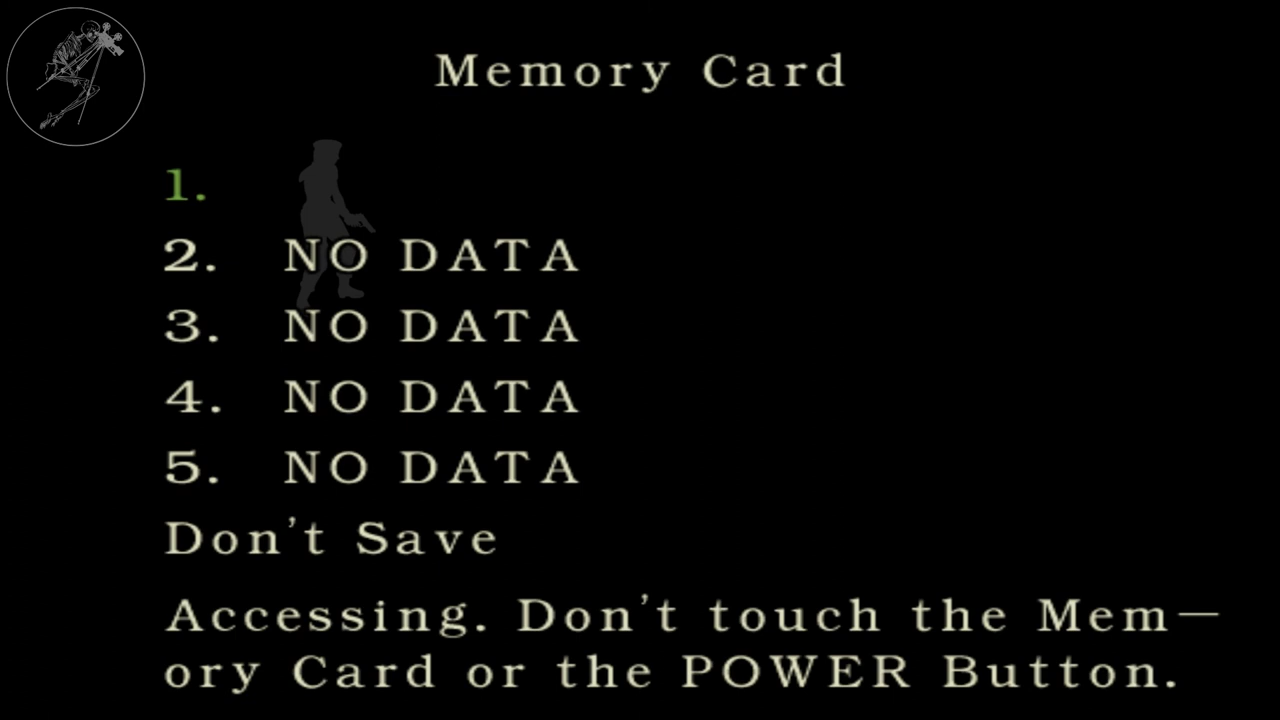 Memory Card
1.
2. NO DATA
3. NO DATA
4. NO DATA
5. NO DATA
Don't Save
Accessing. Don't touch the Mem—
ory Card or the POWER Button.